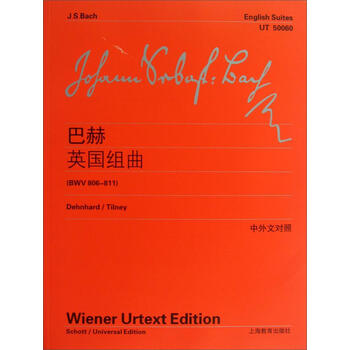 J.S.Bach
English Suites
UT 50060
Johann Sebast: Bach
巴赫
英国组曲
(BWV 806-811)
Dehnhard / Tilney
中外文对照
Wiener Urtext Edition
Schott / Universal Edition
上海教育出版社